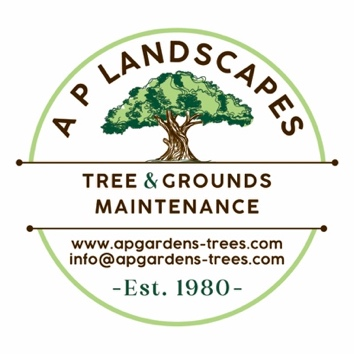 A P LANDSCAPES
TREE & GROUNDS
MAINTENANCE
www.apgardens-trees.com
info@apgardens-trees.com
-Est. 1980-